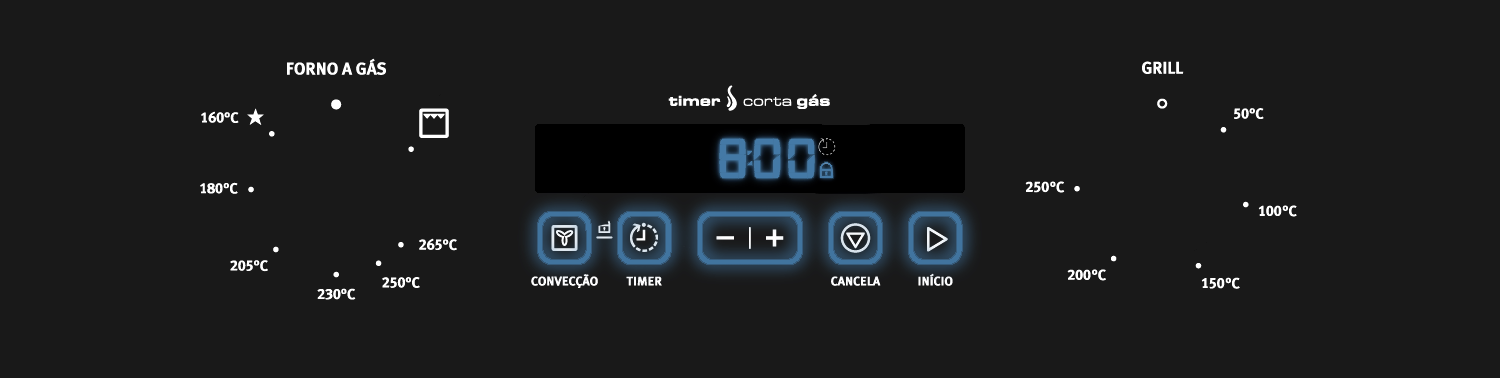 FORNO A GÁS
160ºC
180ºC
205ºC
230ºC
250ºC
265ºC
timer corta gás
8:00
CONVECÇÃO
TIMER
− | +
CANCELA
INÍCIO
GRILL
50ºC
100ºC
150ºC
200ºC
250ºC